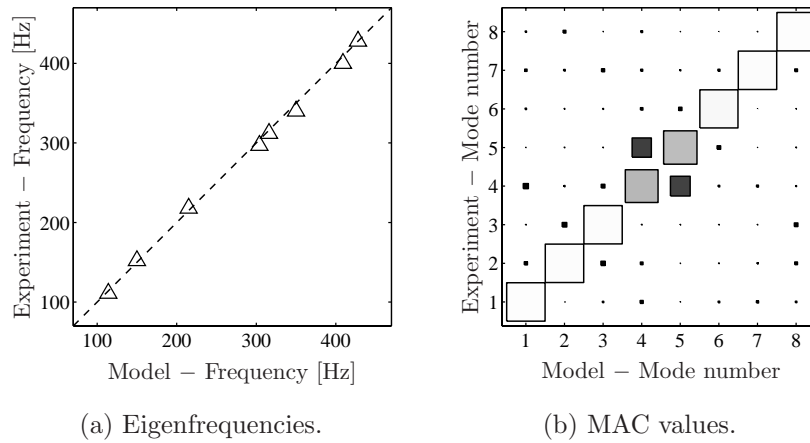 Experiment − Frequency [Hz]
400
300
200
100
100 200 300 400
Model − Frequency [Hz]
(a) Eigenfrequencies.
Experiment − Mode number
8
7
6
5
4
3
2
1
1 2 3 4 5 6 7 8
Model − Mode number
(b) MAC values.